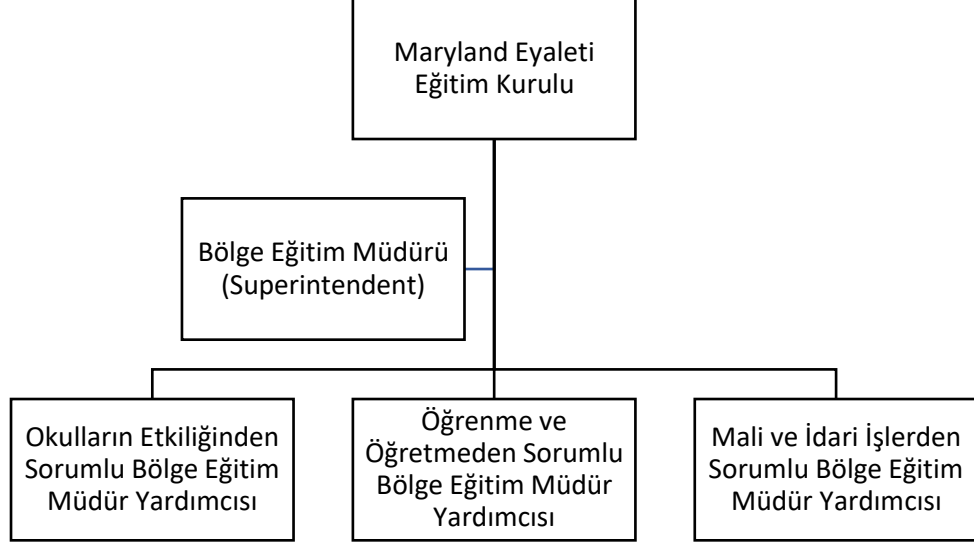 Maryland Eyaleti
Eğitim Kurulu
Bölge Eğitim Müdürü
(Superintendent)
Okulların Etkiliğinden
Sorumlu Bölge Eğitim
Müdür Yardımcısı
Öğrenme ve
Öğretmeden Sorumlu
Bölge Eğitim Müdür
Yardımcısı
Mali ve İdari İşlerden
Sorumlu Bölge Eğitim
Müdür Yardımcısı